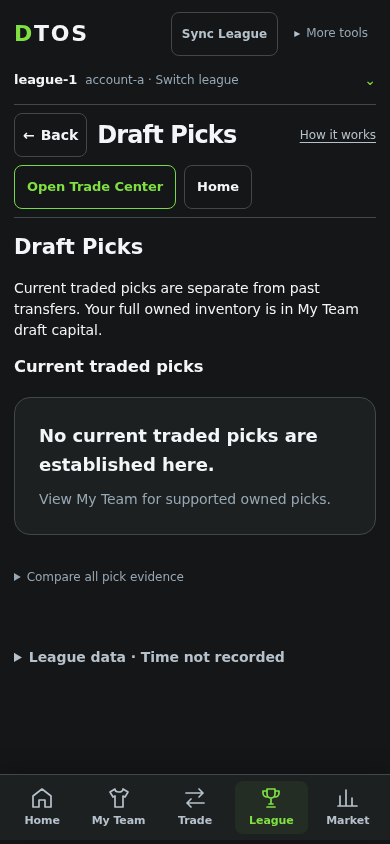 DTOS
Sync League
▸ More tools
league-1 account-a · Switch league
← Back
Draft Picks
How it works
Open Trade Center
Home
Draft Picks
Current traded picks are separate from past
transfers. Your full owned inventory is in My Team
draft capital.
Current traded picks
No current traded picks are
established here.
View My Team for supported owned picks.
▸ Compare all pick evidence
▸ League data · Time not recorded
Home
My Team
Trade
League
Market